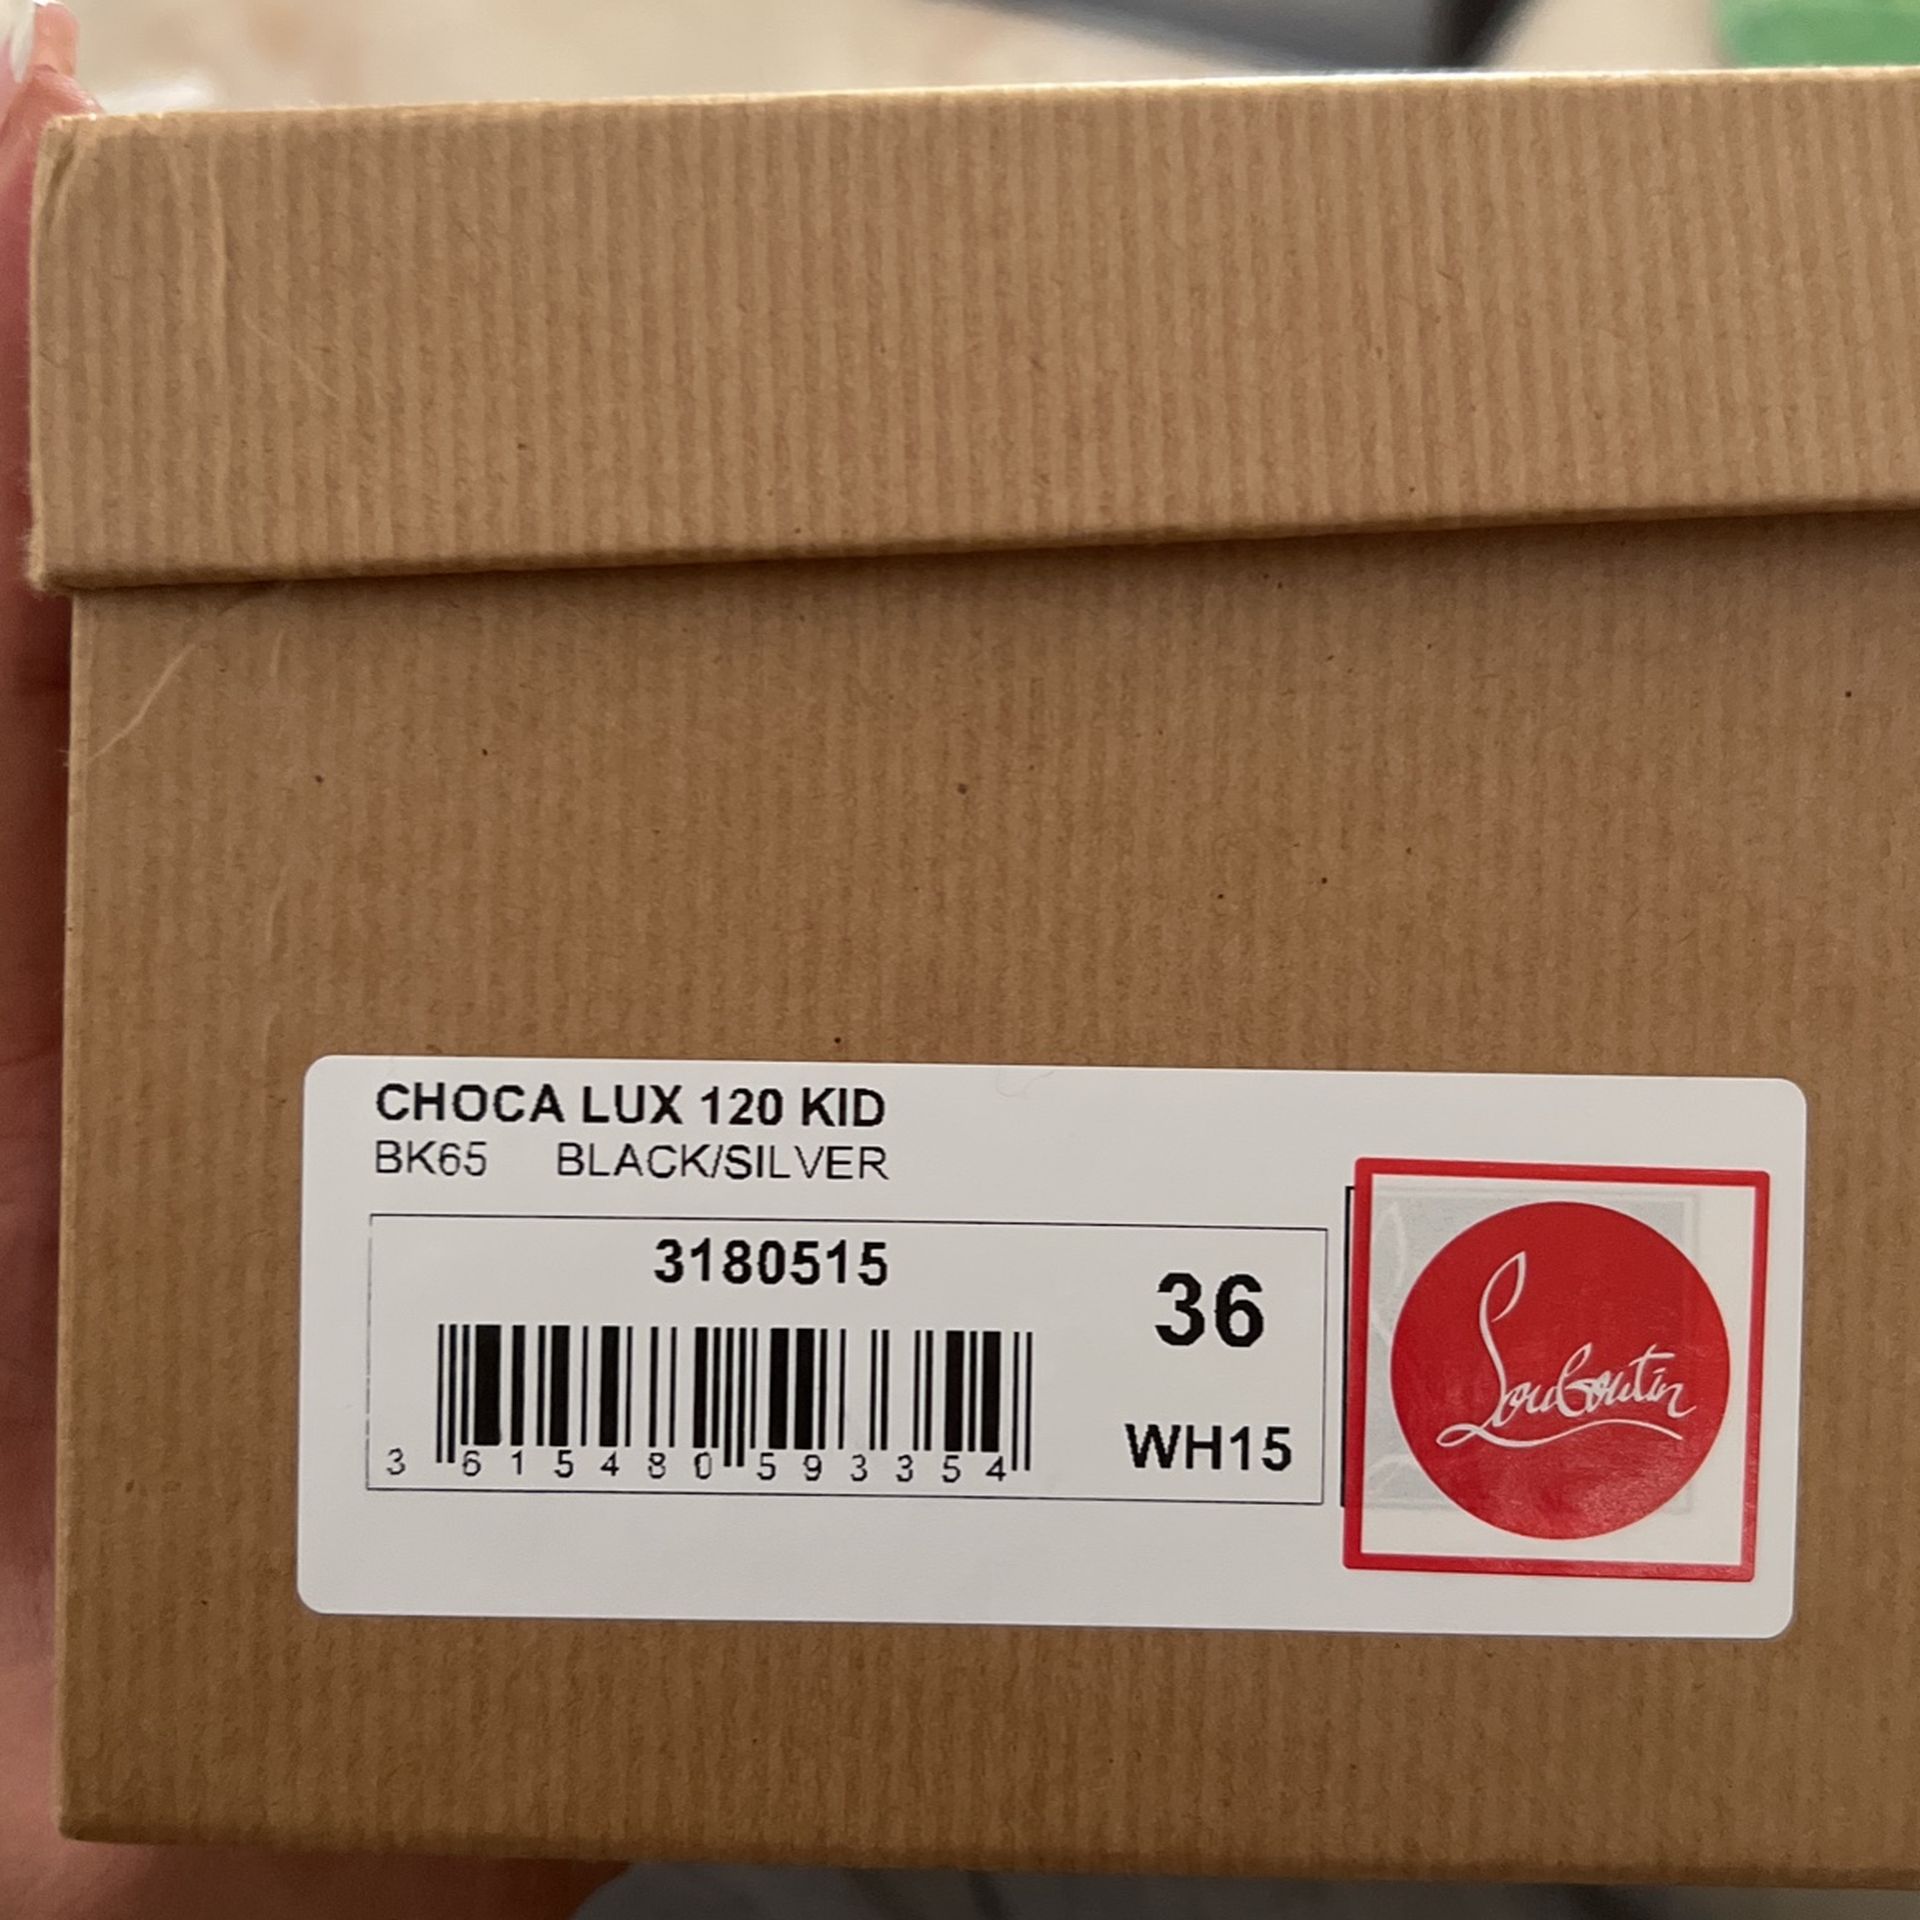 CHOCA LUX 120 KID
BK65 BLACK/SILVER
3180515
36
3 615480 593354
WH15
Louboutin